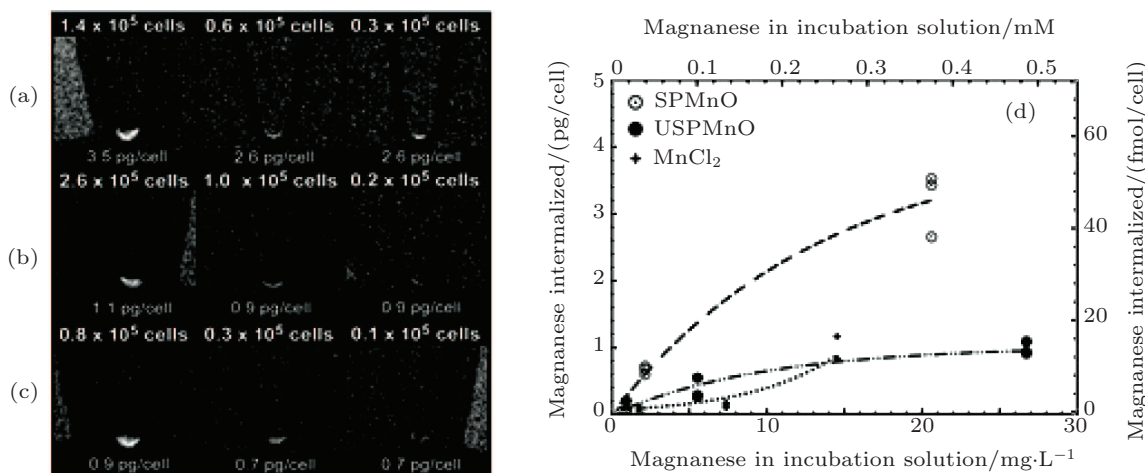 (a)
1.4 x 10⁵ cells 0.6 x 10⁵ cells 0.3 x 10⁵ cells
3.5 pg/cell 2.6 pg/cell 2.6 pg/cell
(b)
2.6 x 10⁵ cells 1.0 x 10⁵ cells 0.2 x 10⁵ cells
1.1 pg/cell 0.9 pg/cell 0.9 pg/cell
(c)
0.8 x 10⁵ cells 0.3 x 10⁵ cells 0.1 x 10⁵ cells
0.9 pg/cell 0.7 pg/cell 0.7 pg/cell
Magnanese in incubation solution/mM
0 0.1 0.2 0.3 0.4 0.5
(d)
SPMnO
USPMnO
MnCl₂
Magnanese intermalized/(pg/cell)
5
4
3
2
1
0
Magnanese intermalized/(fmol/cell)
60
40
20
0
0 10 20 30
Magnanese in incubation solution/mg·L⁻¹